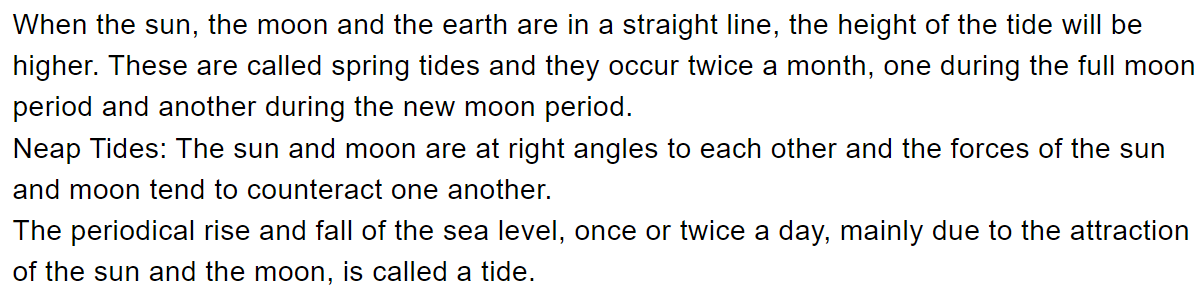 When the sun, the moon and the earth are in a straight line, the height of the tide will be
higher. These are called spring tides and they occur twice a month, one during the full moon
period and another during the new moon period.
Neap Tides: The sun and moon are at right angles to each other and the forces of the sun
and moon tend to counteract one another.
The periodical rise and fall of the sea level, once or twice a day, mainly due to the attraction
of the sun and the moon, is called a tide.